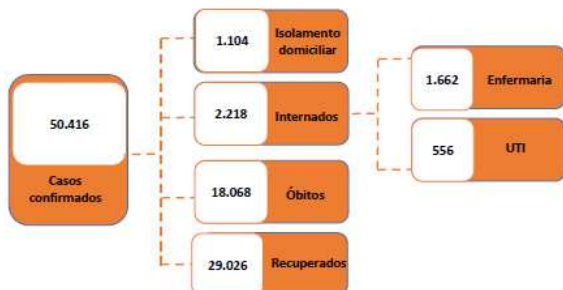 50.416
Casos
confirmados
1.104
Isolamento
domiciliar
2.218
Internados
18.068
Óbitos
29.026
Recuperados
1.662
Enfermaria
556
UTI